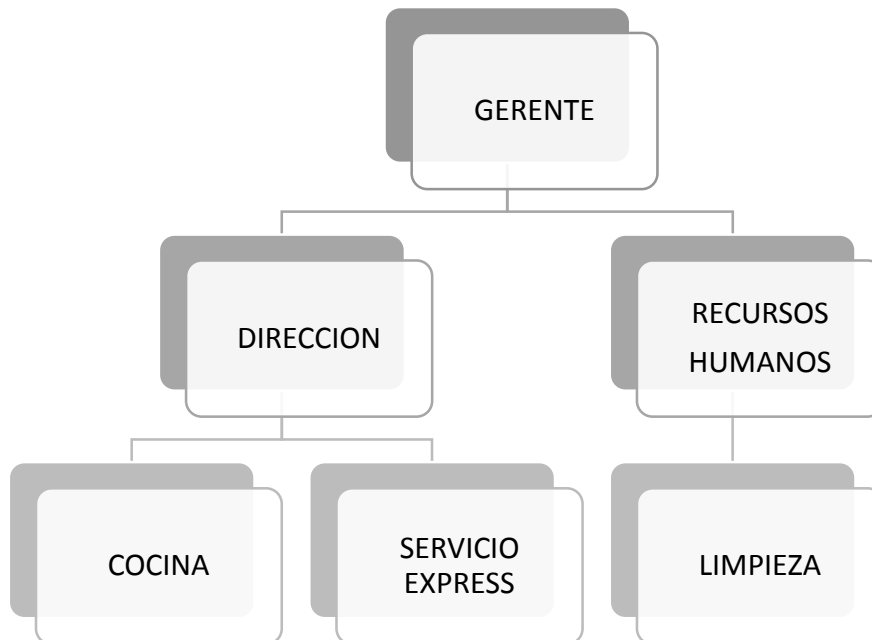 GERENTE
DIRECCION
RECURSOS
HUMANOS
COCINA
SERVICIO
EXPRESS
LIMPIEZA